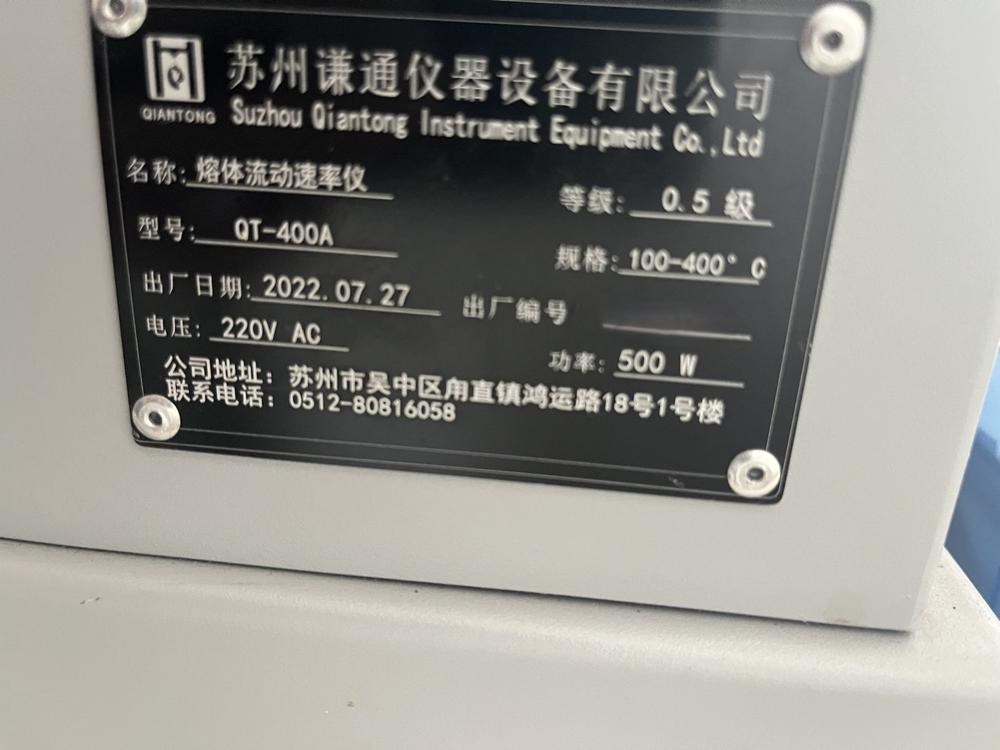 苏州谦通仪器设备有限公司
QIANTONG
Suzhou Qiantong Instrument Equipment Co.,Ltd
名称: 熔体流动速率仪
等级: 0.5 级
型号: QT-400A
规格: 100-400° C
出厂日期: 2022.07.27
出厂编号
电压: 220V AC
功率: 500 W
公司地址: 苏州市吴中区甪直镇鸿运路18号1号楼
联系电话: 0512-80816058